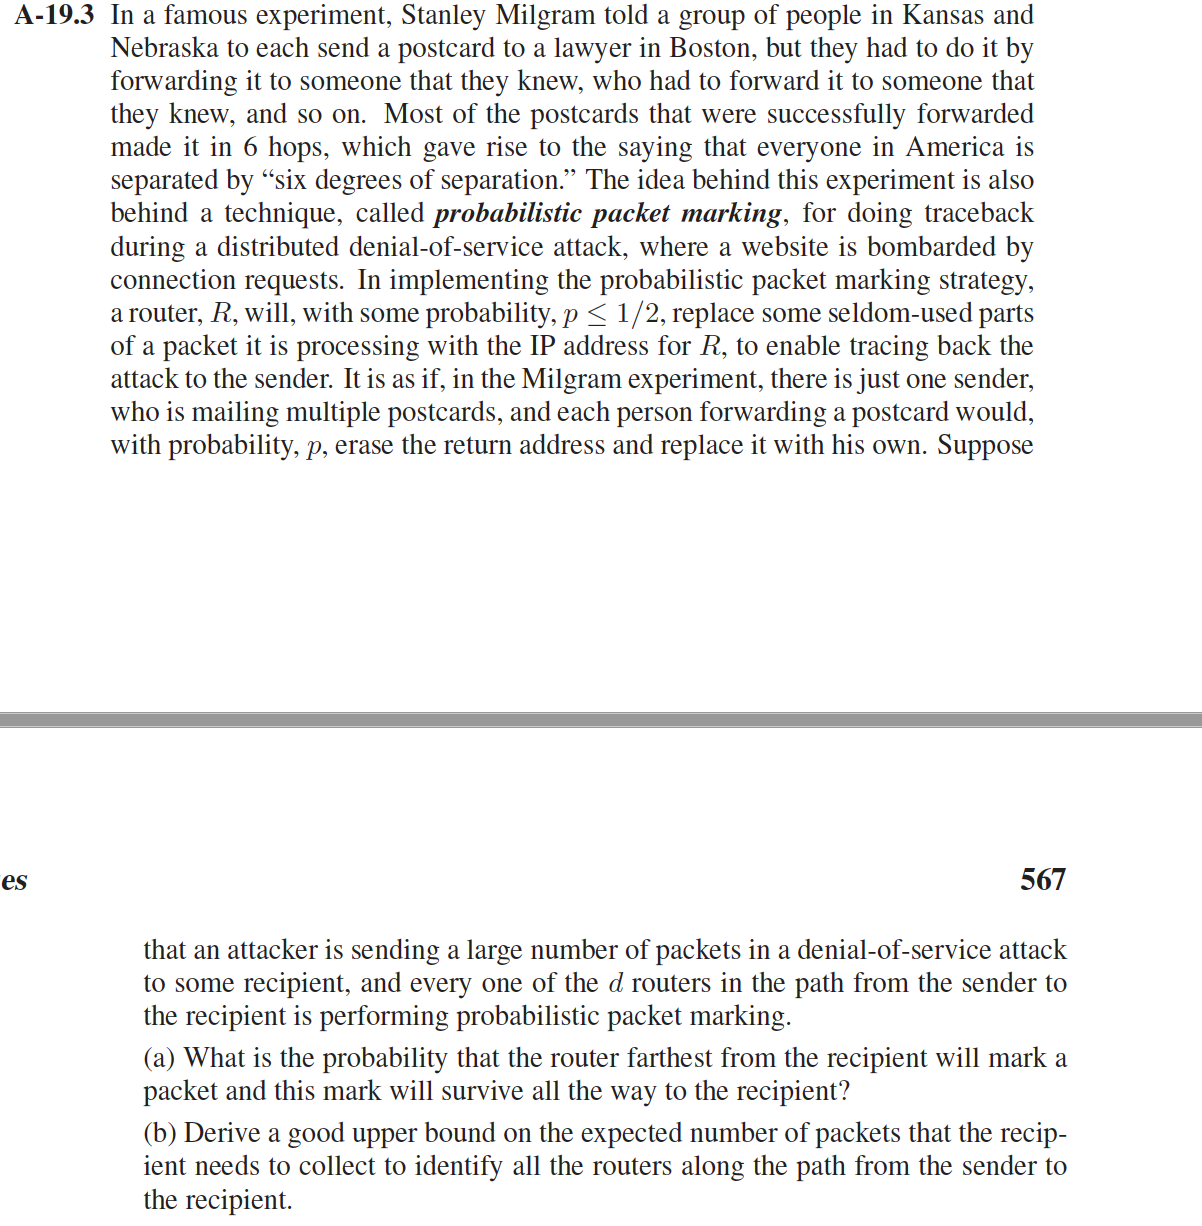 A-19.3 In a famous experiment, Stanley Milgram told a group of people in Kansas and
Nebraska to each send a postcard to a lawyer in Boston, but they had to do it by
forwarding it to someone that they knew, who had to forward it to someone that
they knew, and so on. Most of the postcards that were successfully forwarded
made it in 6 hops, which gave rise to the saying that everyone in America is
separated by “six degrees of separation.” The idea behind this experiment is also
behind a technique, called probabilistic packet marking, for doing traceback
during a distributed denial-of-service attack, where a website is bombarded by
connection requests. In implementing the probabilistic packet marking strategy,
a router, R, will, with some probability, p ≤ 1/2, replace some seldom-used parts
of a packet it is processing with the IP address for R, to enable tracing back the
attack to the sender. It is as if, in the Milgram experiment, there is just one sender,
who is mailing multiple postcards, and each person forwarding a postcard would,
with probability, p, erase the return address and replace it with his own. Suppose
es 567
that an attacker is sending a large number of packets in a denial-of-service attack
to some recipient, and every one of the d routers in the path from the sender to
the recipient is performing probabilistic packet marking.
(a) What is the probability that the router farthest from the recipient will mark a
packet and this mark will survive all the way to the recipient?
(b) Derive a good upper bound on the expected number of packets that the recip-
ient needs to collect to identify all the routers along the path from the sender to
the recipient.